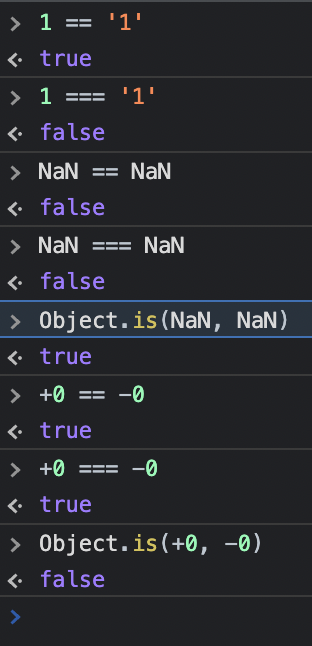 > 1 == '1'
<· true
> 1 === '1'
<· false
> NaN == NaN
<· false
> NaN === NaN
<· false
> Object.is(NaN, NaN)
<· true
> +0 == -0
<· true
> +0 === -0
<· true
> Object.is(+0, -0)
<· false
>